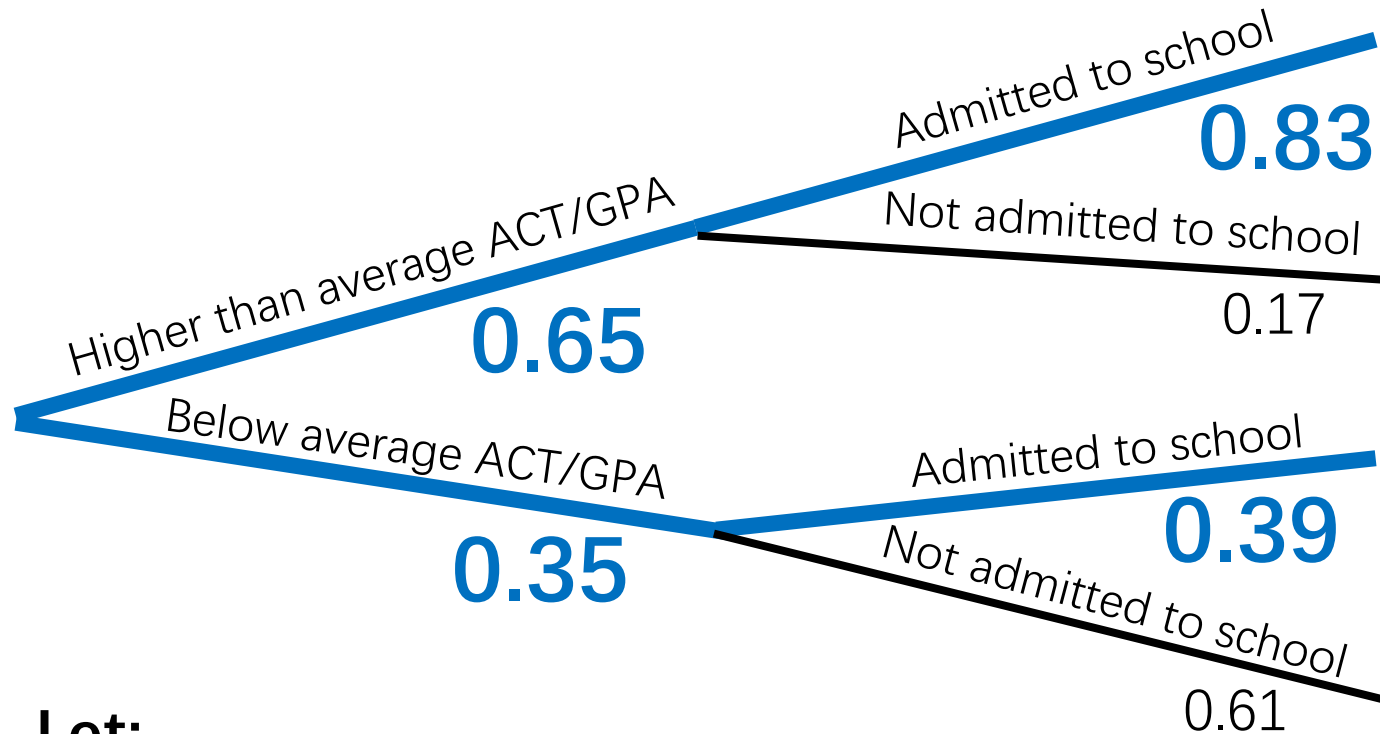 Admitted to school
0.83
Not admitted to school
0.17
Higher than average ACT/GPA
0.65
Below average ACT/GPA
0.35
Admitted to school
0.39
Not admitted to school
0.61
Let: